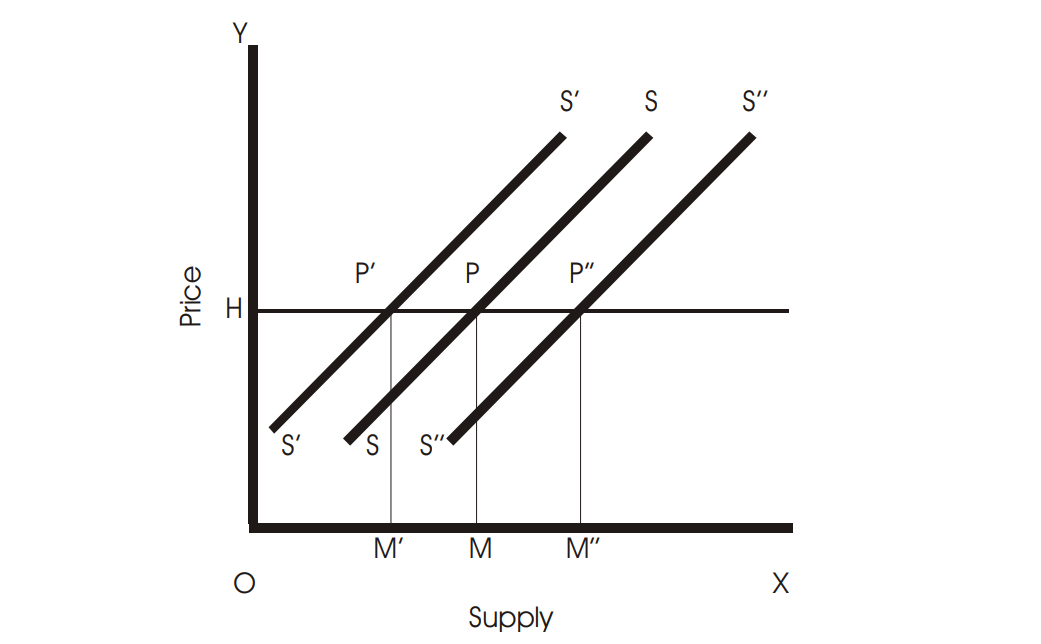 Y
S′ S S″
P′ P P″
Price
H
S′ S S″
M′ M M″
O X
Supply